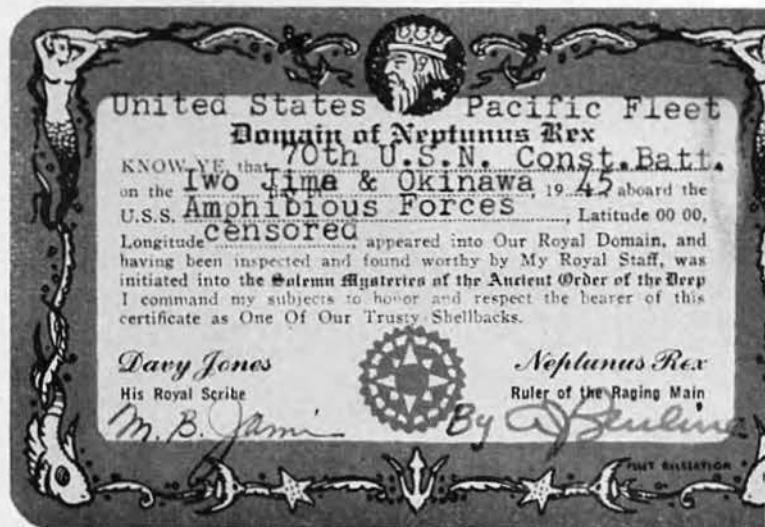 United States Pacific Fleet
Domain of Neptunus Rex
KNOW YE, that 70th U.S.N. Const. Batt.
on the Iwo Jima & Okinawa, 19 45 aboard the
U.S.S. Amphibious Forces, Latitude 00 00,
Longitude censored, appeared into Our Royal Domain, and
having been inspected and found worthy by My Royal Staff, was
initiated into the Solemn Mysteries of the Ancient Order of the Deep
I command my subjects to honor and respect the bearer of this
certificate as One Of Our Trusty Shellbacks.
Davy Jones
His Royal Scribe
Neptunus Rex
Ruler of the Raging Main
M. B.
By